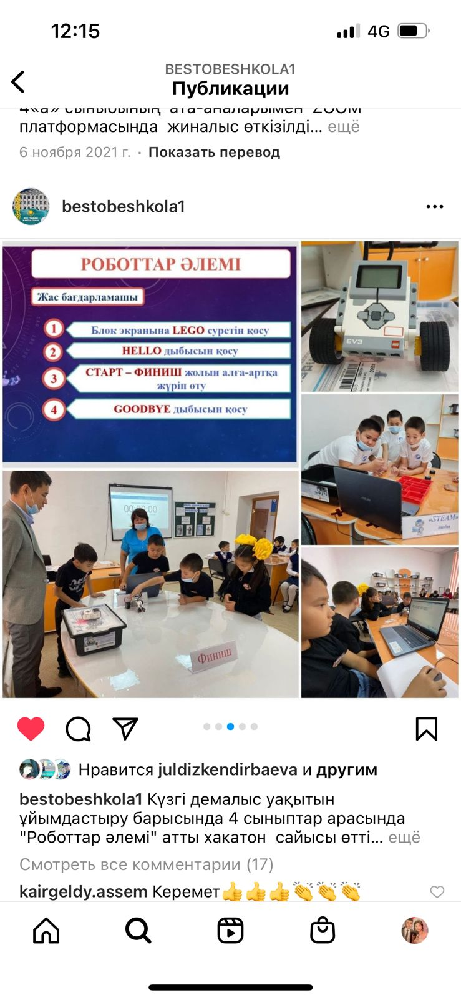 12:15
4G
BESTOBESHKOLA1
Публикации
4«а» сыныбының ата-аналарымен ZOOM
платформасында жиналыс өткізілді... ещё
6 ноября 2021 г. · Показать перевод
bestobeshkola1
РОБОТТАР ӘЛЕМІ
Жас бағдарламашы
1 Блок экранына LEGO суретін қосу
2 HELLO дыбысын қосу
3 СТАРТ – ФИНИШ жолын алға-артқа
жүріп өту
4 GOODBYE дыбысын қосу
EV3
ASUS
«STEAM»
тобы
00:00:00
Финиш
Нравится juldizkendirbaeva и другим
bestobeshkola1 Күзгі демалыс уақытын
ұйымдастыру барысында 4 сыныптар арасында
"Роботтар әлемі" атты хакатон сайысы өтті... ещё
Смотреть все комментарии (17)
kairgeldy.assem Керемет👍👍👍👏👏👏